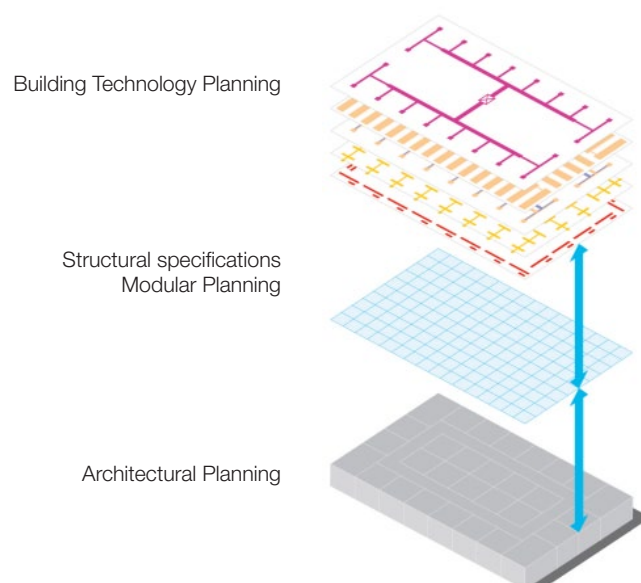 Building Technology Planning
Structural specifications
Modular Planning
Architectural Planning